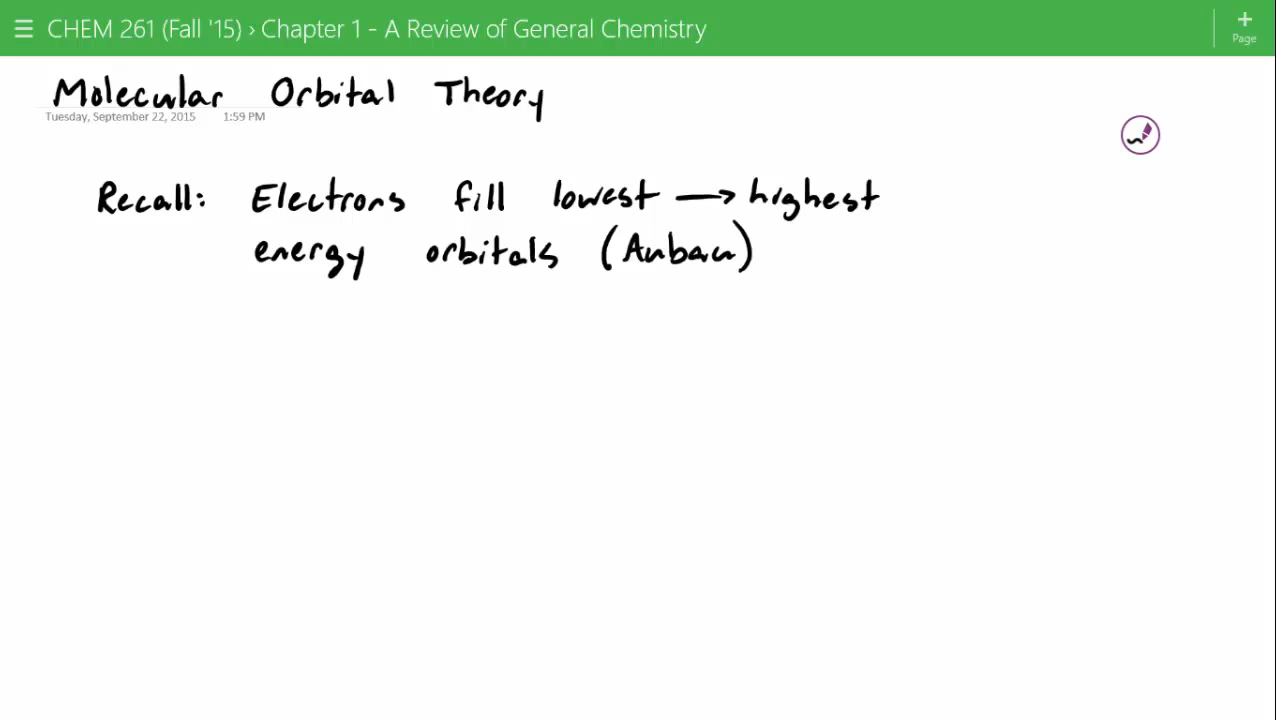 CHEM 261 (Fall '15) › Chapter 1 - A Review of General Chemistry
Page
Molecular Orbital Theory
Tuesday, September 22, 2015 1:59 PM
Recall: Electrons fill lowest → highest
energy orbitals (Aubau)